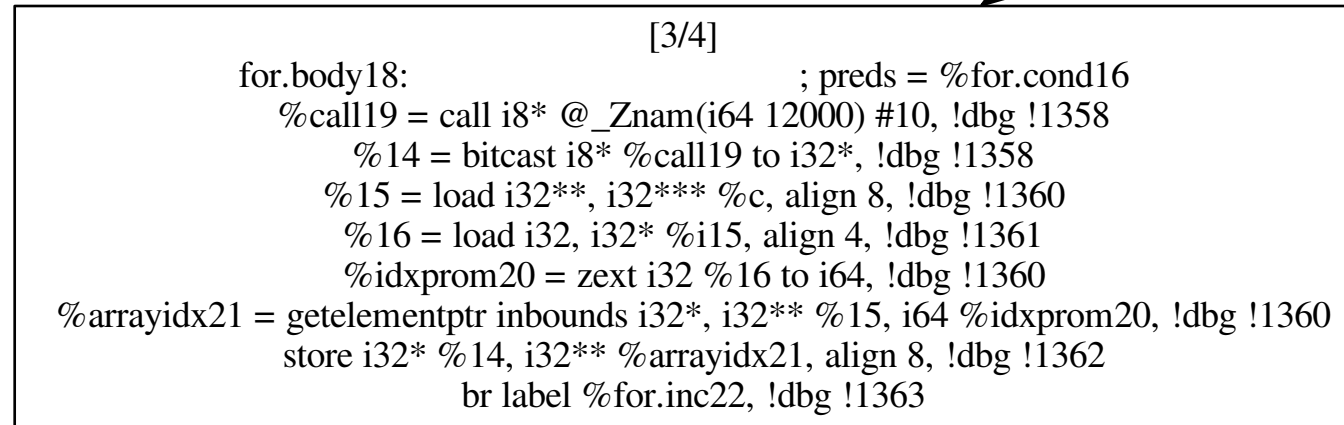 [3/4]
for.body18: ; preds = %for.cond16
%call19 = call i8* @_Znam(i64 12000) #10, !dbg !1358
%14 = bitcast i8* %call19 to i32*, !dbg !1358
%15 = load i32**, i32*** %c, align 8, !dbg !1360
%16 = load i32, i32* %i15, align 4, !dbg !1361
%idxprom20 = zext i32 %16 to i64, !dbg !1360
%arrayidx21 = getelementptr inbounds i32*, i32** %15, i64 %idxprom20, !dbg !1360
store i32* %14, i32** %arrayidx21, align 8, !dbg !1362
br label %for.inc22, !dbg !1363